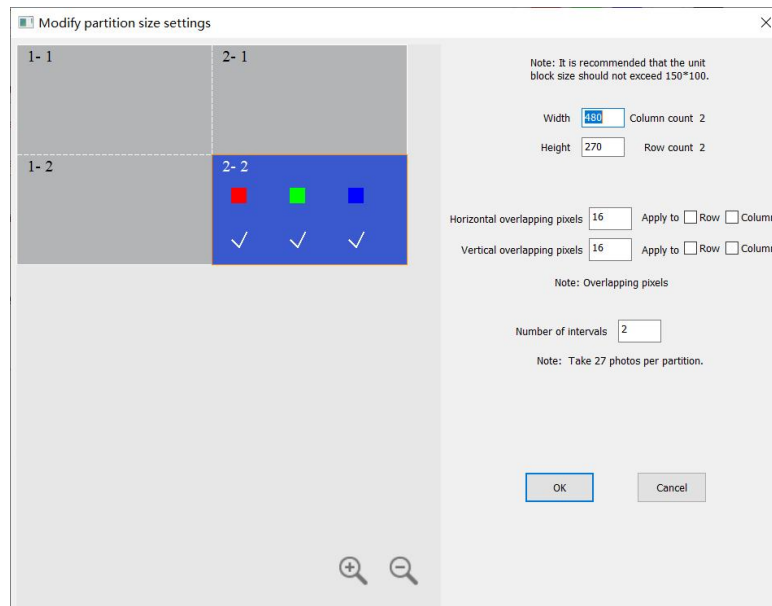 Modify partition size settings
1- 1
2- 1
1- 2
2- 2
Note: It is recommended that the unit
block size should not exceed 150*100.
Width 480 Column count 2
Height 270 Row count 2
Horizontal overlapping pixels 16 Apply to Row Column
Vertical overlapping pixels 16 Apply to Row Column
Note: Overlapping pixels
Number of intervals 2
Note: Take 27 photos per partition.
OK Cancel